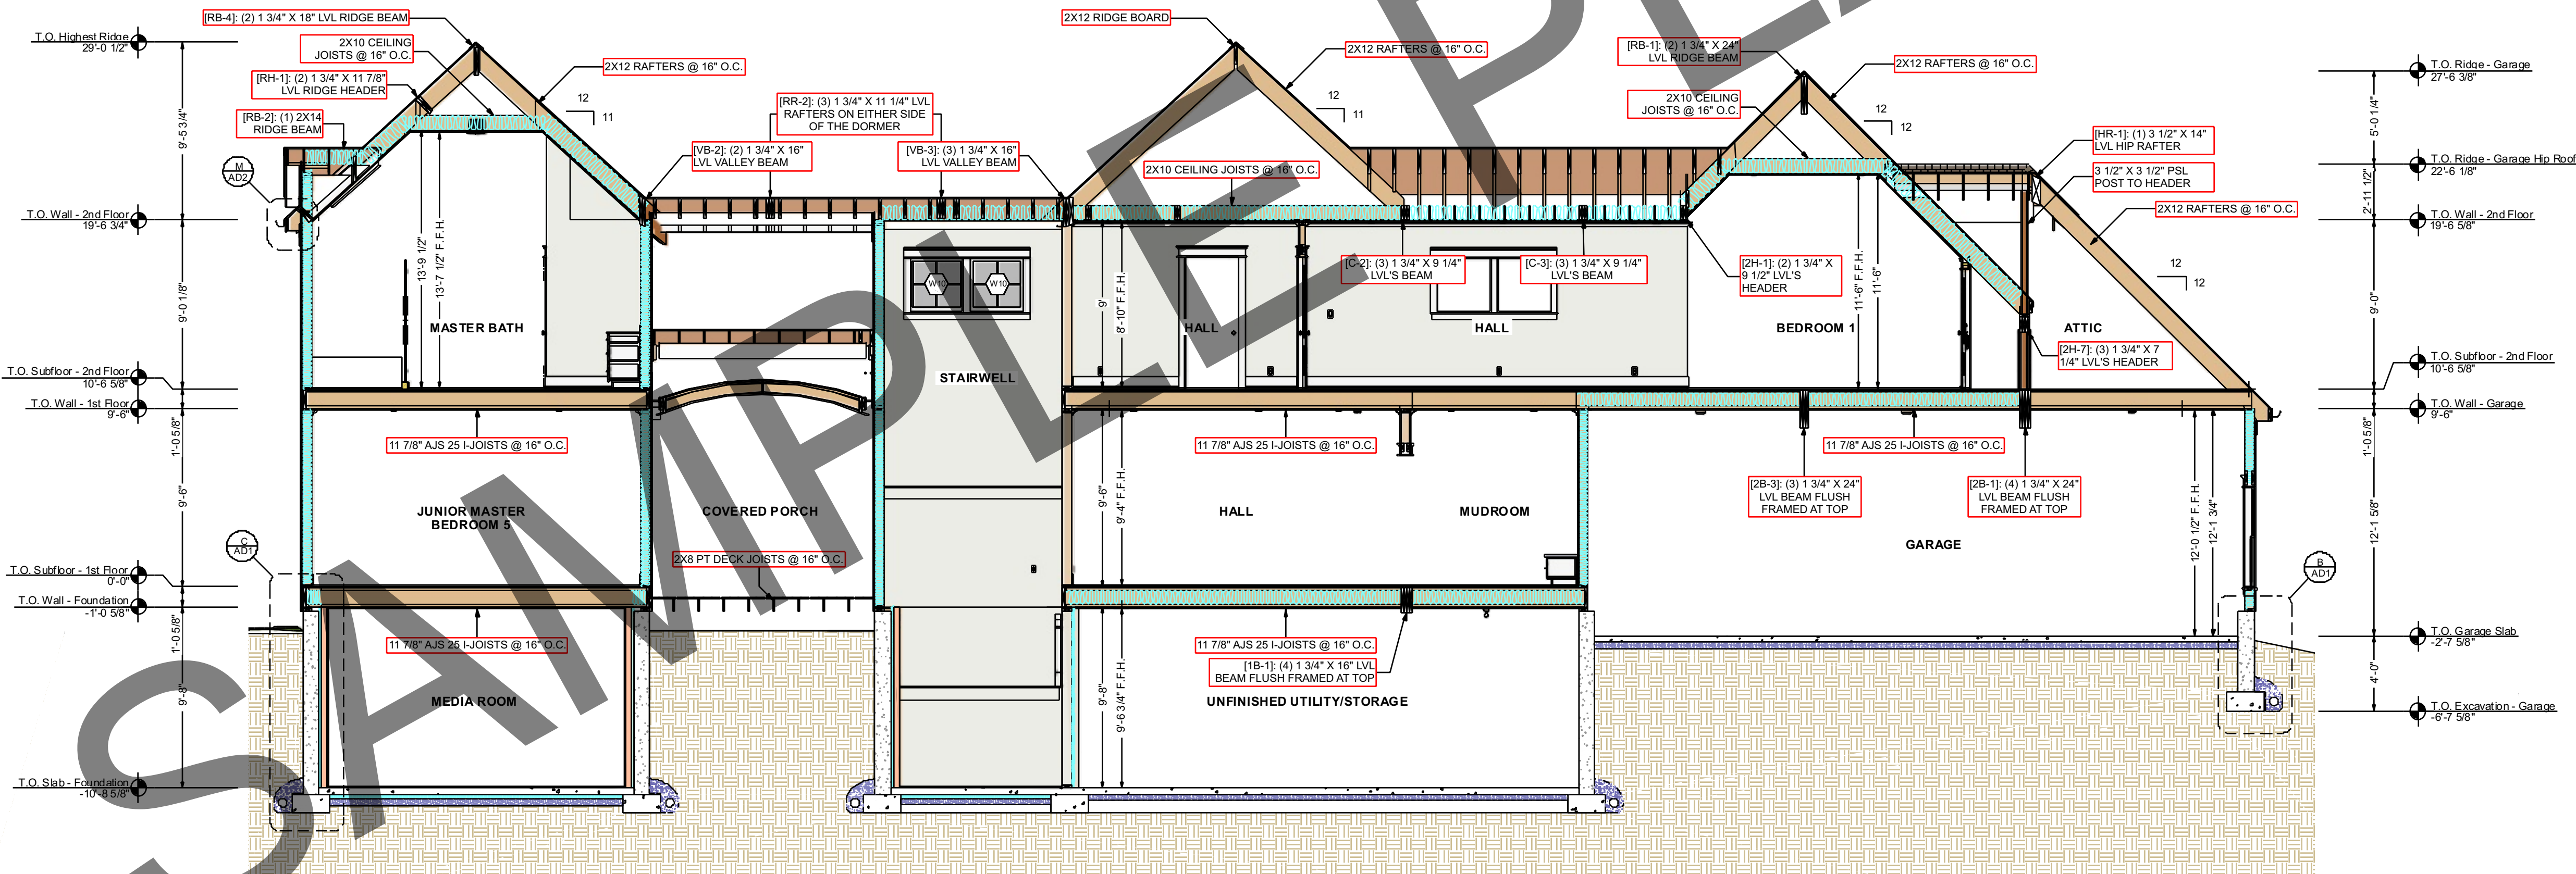 [RB-4]: (2) 1 3/4" X 18" LVL RIDGE BEAM
2X12 RIDGE BOARD
T.O. Highest Ridge
29'-0 1/2"
2X10 CEILING
JOISTS @ 16" O.C.
2X12 RAFTERS @ 16" O.C.
[RH-1]: (2) 1 3/4" X 11 7/8"
LVL RIDGE HEADER
2X12 RAFTERS @ 16" O.C.
[RB-1]: (2) 1 3/4" X 24"
LVL RIDGE BEAM
2X12 RAFTERS @ 16" O.C.
T.O. Ridge - Garage
27'-6 3/8"
[RB-2]: (1) 2X14
RIDGE BEAM
12
11
[RR-2]: (3) 1 3/4" X 11 1/4" LVL
RAFTERS ON EITHER SIDE
OF THE DORMER
12
11
2X10 CEILING
JOISTS @ 16" O.C.
12
12
9'-5 3/4"
5'-0 1/4"
[VB-2]: (2) 1 3/4" X 16"
LVL VALLEY BEAM
[VB-3]: (3) 1 3/4" X 16"
LVL VALLEY BEAM
2X10 CEILING JOISTS @ 16" O.C.
[HR-1]: (1) 3 1/2" X 14"
LVL HIP RAFTER
3 1/2" X 3 1/2" PSL
POST TO HEADER
T.O. Ridge - Garage Hip Roof
22'-6 1/8"
M
AD2
2'-11 1/2"
2X12 RAFTERS @ 16" O.C.
T.O. Wall - 2nd Floor
19'-6 3/4"
T.O. Wall - 2nd Floor
19'-6 5/8"
13'-9 1/2"
13'-7 1/2" F.F.H.
W10
W10
[C-2]: (3) 1 3/4" X 9 1/4"
LVL'S BEAM
[C-3]: (3) 1 3/4" X 9 1/4"
LVL'S BEAM
[2H-1]: (2) 1 3/4" X
9 1/2" LVL'S
HEADER
12
12
9'-0 1/8"
9'
8'-10" F.F.H.
11'-6" F.F.H.
11'-6"
9'-0"
MASTER BATH
HALL
HALL
BEDROOM 1
ATTIC
[2H-7]: (3) 1 3/4" X 7
1/4" LVL'S HEADER
T.O. Subfloor - 2nd Floor
10'-6 5/8"
STAIRWELL
T.O. Subfloor - 2nd Floor
10'-6 5/8"
T.O. Wall - 1st Floor
9'-6"
T.O. Wall - Garage
9'-6"
1'-0 5/8"
11 7/8" AJS 25 I-JOISTS @ 16" O.C.
11 7/8" AJS 25 I-JOISTS @ 16" O.C.
11 7/8" AJS 25 I-JOISTS @ 16" O.C.
1'-0 5/8"
9'-6"
9'-6"
9'-4" F.F.H.
[2B-3]: (3) 1 3/4" X 24"
LVL BEAM FLUSH
FRAMED AT TOP
[2B-1]: (4) 1 3/4" X 24"
LVL BEAM FLUSH
FRAMED AT TOP
JUNIOR MASTER
BEDROOM 5
COVERED PORCH
HALL
MUDROOM
GARAGE
12'-0 1/2" F.F.H.
12'-1 3/4"
12'-1 5/8"
C
AD1
2X8 PT DECK JOISTS @ 16" O.C.
B
AD1
T.O. Subfloor - 1st Floor
0'-0"
T.O. Wall - Foundation
-1'-0 5/8"
1'-0 5/8"
11 7/8" AJS 25 I-JOISTS @ 16" O.C.
11 7/8" AJS 25 I-JOISTS @ 16" O.C.
T.O. Garage Slab
-2'-7 5/8"
[1B-1]: (4) 1 3/4" X 16" LVL
BEAM FLUSH FRAMED AT TOP
4'-0"
9'-8"
9'-8"
9'-6 3/4" F.F.H.
MEDIA ROOM
UNFINISHED UTILITY/STORAGE
T.O. Excavation - Garage
-6'-7 5/8"
T.O. Slab - Foundation
-10'-8 5/8"
SAMPLE PL